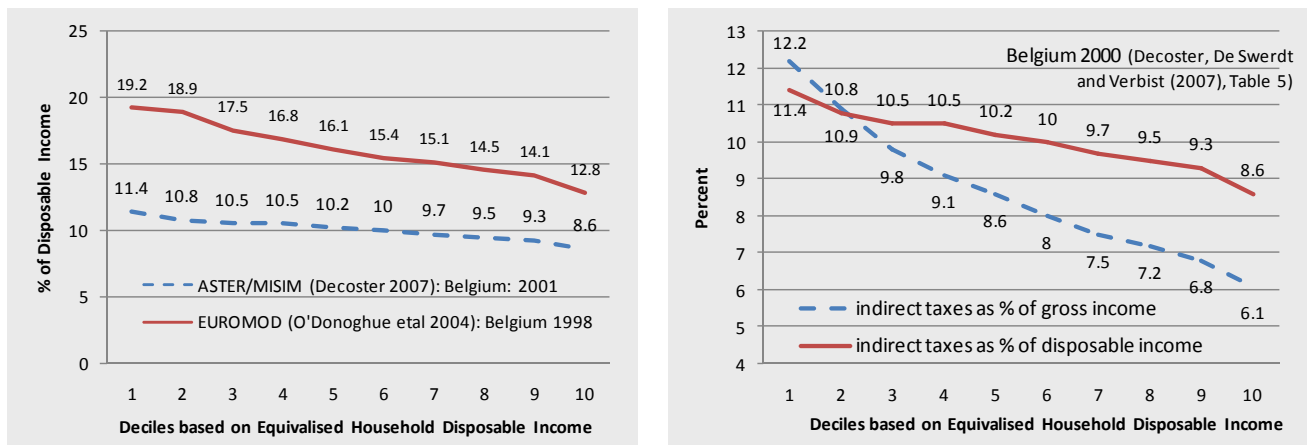 25
20
15
10
5
0
% of Disposable Income
19.2 18.9 17.5 16.8 16.1 15.4 15.1 14.5 14.1 12.8
11.4 10.8 10.5 10.5 10.2 10 9.7 9.5 9.3 8.6
ASTER/MISIM (Decoster 2007): Belgium: 2001
EUROMOD (O'Donoghue etal 2004): Belgium 1998
1 2 3 4 5 6 7 8 9 10
Deciles based on Equivalised Household Disposable Income
13
12
11
10
9
8
7
6
5
4
Percent
Belgium 2000 (Decoster, De Swerdt
and Verbist (2007), Table 5)
12.2 10.9 9.8 9.1 8.6 8 7.5 7.2 6.8 6.1
11.4 10.8 10.5 10.5 10.2 10 9.7 9.5 9.3 8.6
indirect taxes as % of gross income
indirect taxes as % of disposable income
1 2 3 4 5 6 7 8 9 10
Deciles based on Equivalised Household Disposable Income